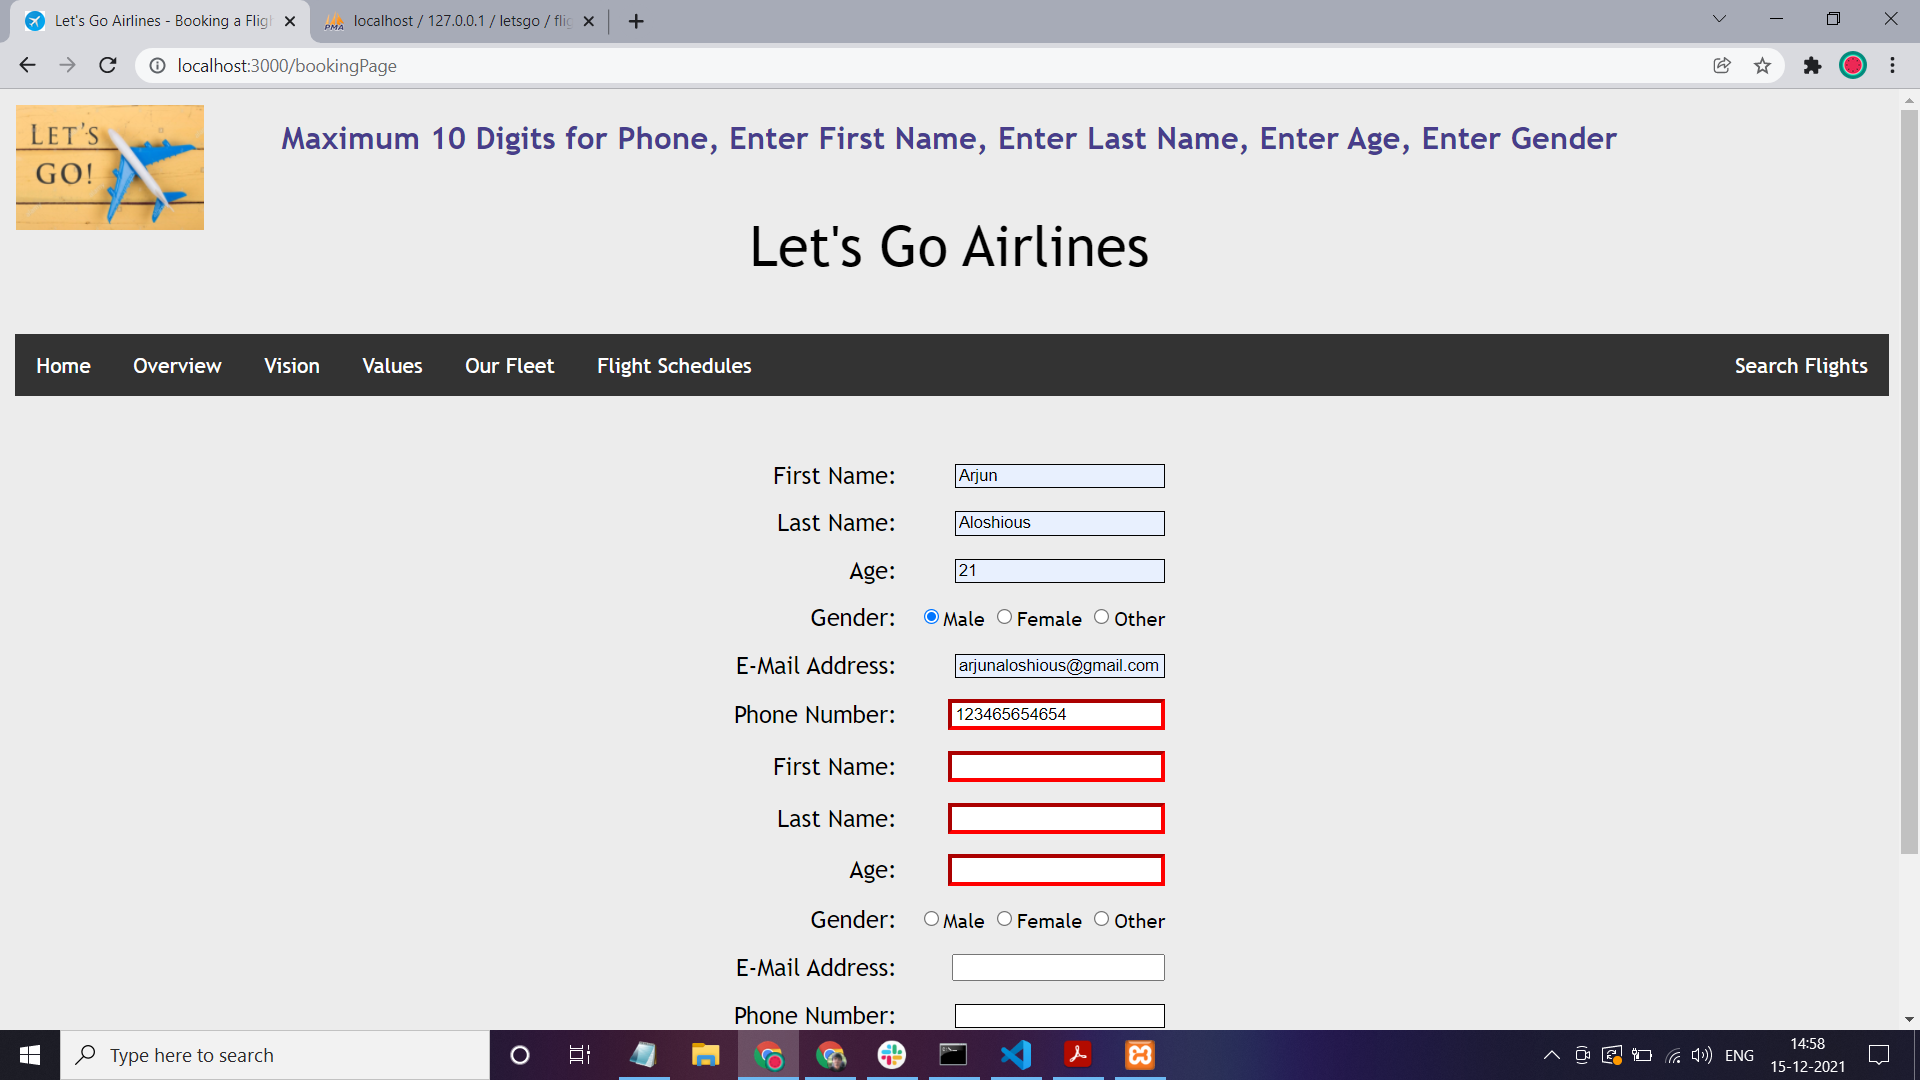 Let's Go Airlines - Booking a Fligh
localhost / 127.0.0.1 / letsgo / flig
localhost:3000/bookingPage
LET'S
GO!
Maximum 10 Digits for Phone, Enter First Name, Enter Last Name, Enter Age, Enter Gender
Let's Go Airlines
Home Overview Vision Values Our Fleet Flight Schedules Search Flights
First Name: Arjun
Last Name: Aloshious
Age: 21
Gender: Male Female Other
E-Mail Address: arjunaloshious@gmail.com
Phone Number: 123465654654
First Name:
Last Name:
Age:
Gender: Male Female Other
E-Mail Address:
Phone Number:
Type here to search
ENG
14:58
15-12-2021